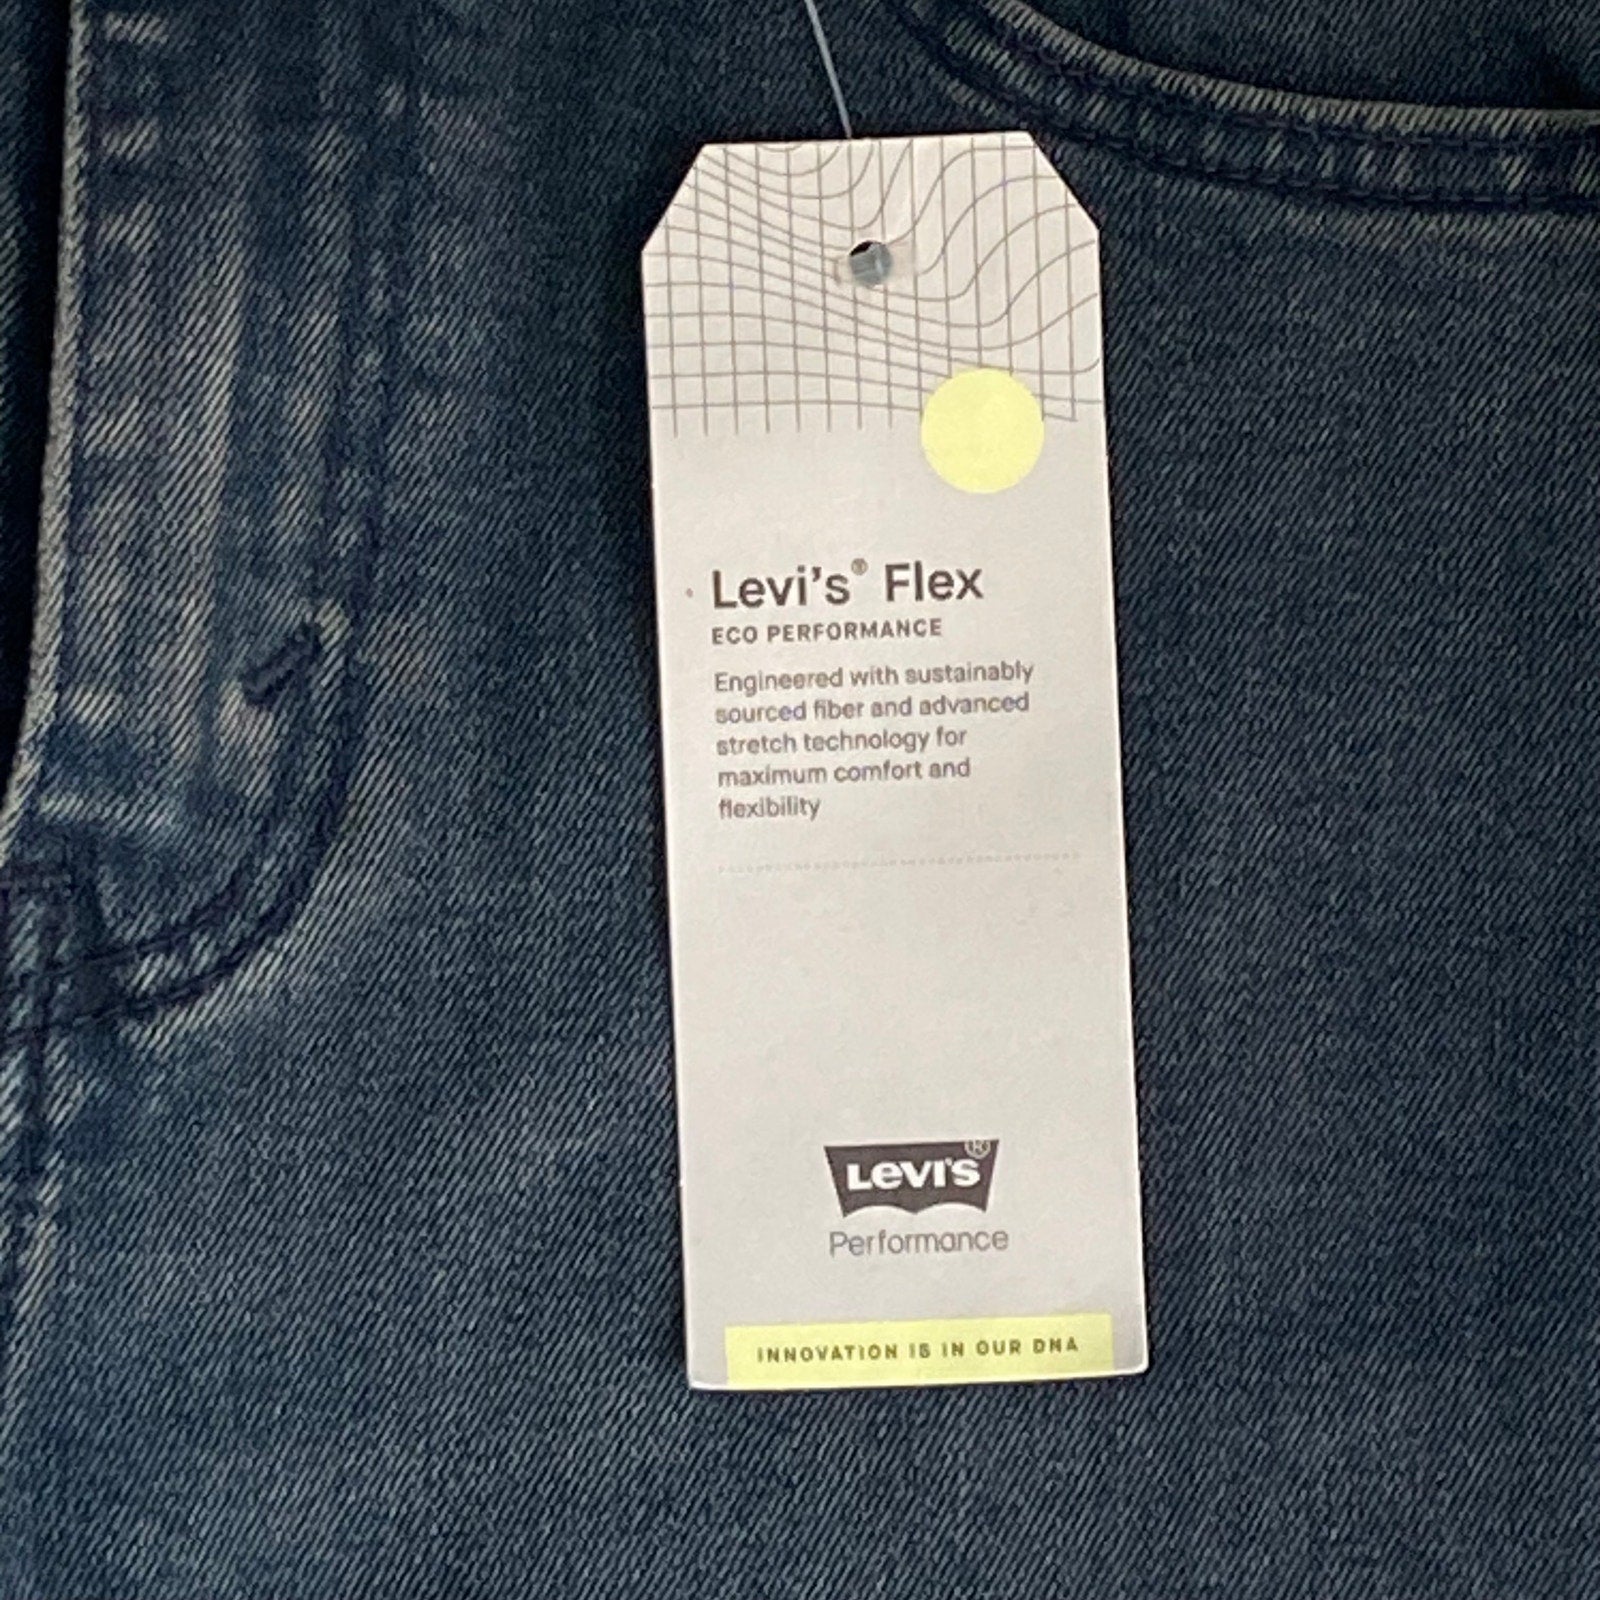 Levi's® Flex
ECO PERFORMANCE
Engineered with sustainably
sourced fiber and advanced
stretch technology for
maximum comfort and
flexibility
LEVI'S®
Performance
INNOVATION IS IN OUR DNA